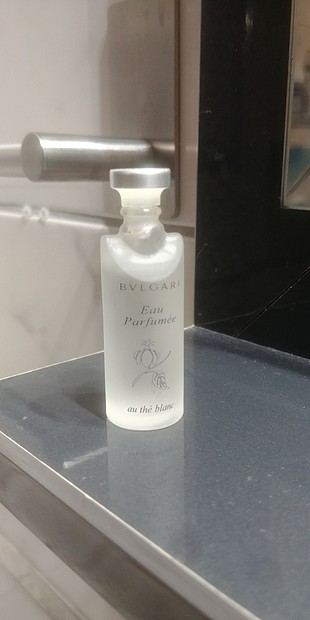 BVLGARI
Eau
Parfumée
au thé blanc